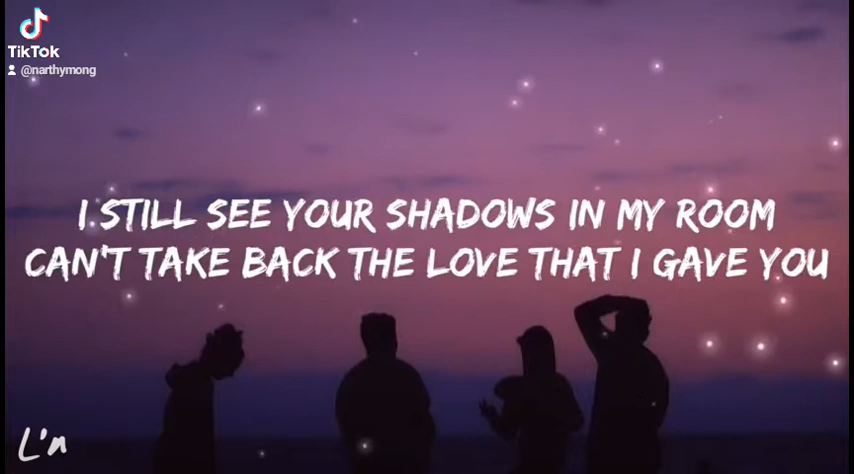 TikTok
@narthymong
I STILL SEE YOUR SHADOWS IN MY ROOM
CAN'T TAKE BACK THE LOVE THAT I GAVE YOU
L'n